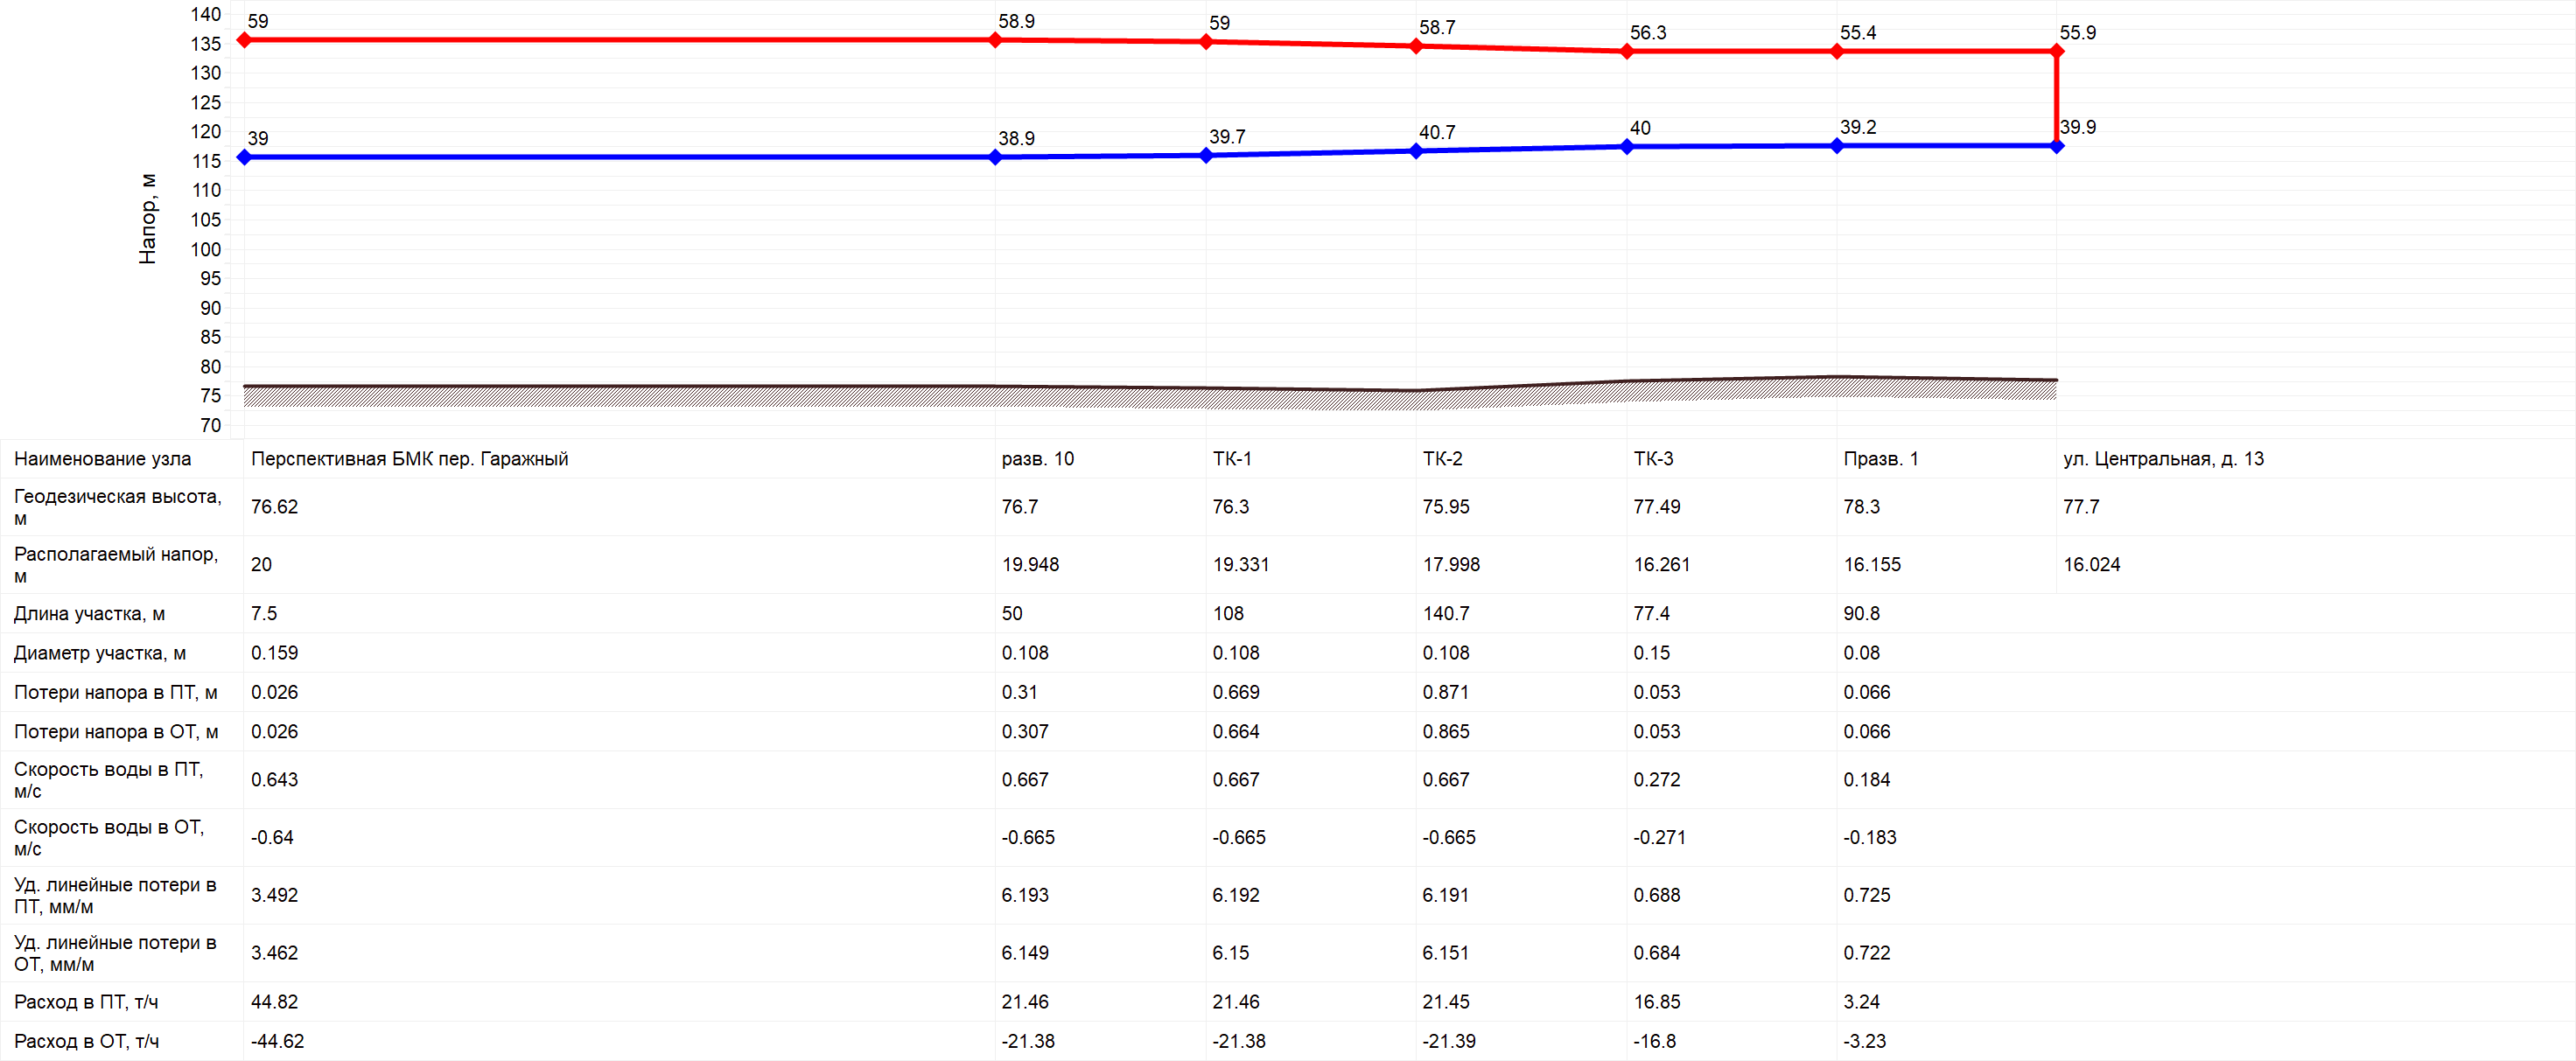 140
135
130
125
120
115
110
105
100
95
90
85
80
75
70
Напор, м
59
58.9
59
58.7
56.3
55.4
55.9
39
38.9
39.7
40.7
40
39.2
39.9
Наименование узла Перспективная БМК пер. Гаражный разв. 10 ТК-1 ТК-2 ТК-3 Празв. 1 ул. Центральная, д. 13
Геодезическая высота,
м
76.62 76.7 76.3 75.95 77.49 78.3 77.7
Располагаемый напор,
м
20 19.948 19.331 17.998 16.261 16.155 16.024
Длина участка, м 7.5 50 108 140.7 77.4 90.8
Диаметр участка, м 0.159 0.108 0.108 0.108 0.15 0.08
Потери напора в ПТ, м 0.026 0.31 0.669 0.871 0.053 0.066
Потери напора в ОТ, м 0.026 0.307 0.664 0.865 0.053 0.066
Скорость воды в ПТ,
м/с
0.643 0.667 0.667 0.667 0.272 0.184
Скорость воды в ОТ,
м/с
-0.64 -0.665 -0.665 -0.665 -0.271 -0.183
Уд. линейные потери в
ПТ, мм/м
3.492 6.193 6.192 6.191 0.688 0.725
Уд. линейные потери в
ОТ, мм/м
3.462 6.149 6.15 6.151 0.684 0.722
Расход в ПТ, т/ч 44.82 21.46 21.46 21.45 16.85 3.24
Расход в ОТ, т/ч -44.62 -21.38 -21.38 -21.39 -16.8 -3.23